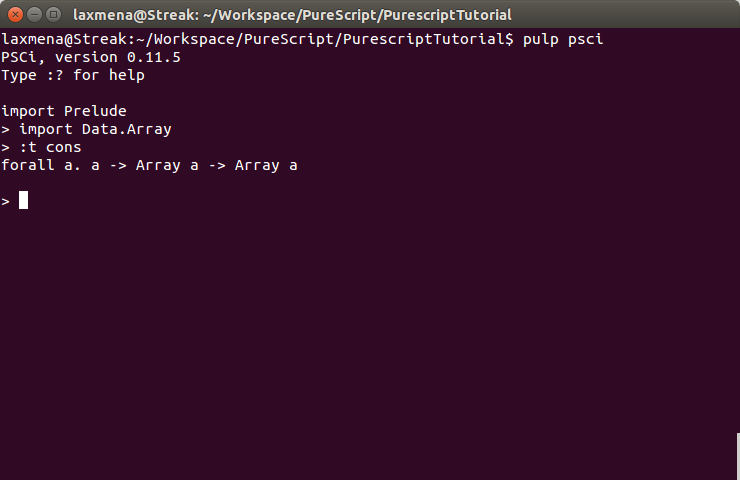 laxmena@Streak: ~/Workspace/PureScript/PurescriptTutorial
laxmena@Streak:~/Workspace/PureScript/PurescriptTutorial$ pulp psci
PSCi, version 0.11.5
Type :? for help
import Prelude
> import Data.Array
> :t cons
forall a. a -> Array a -> Array a
>